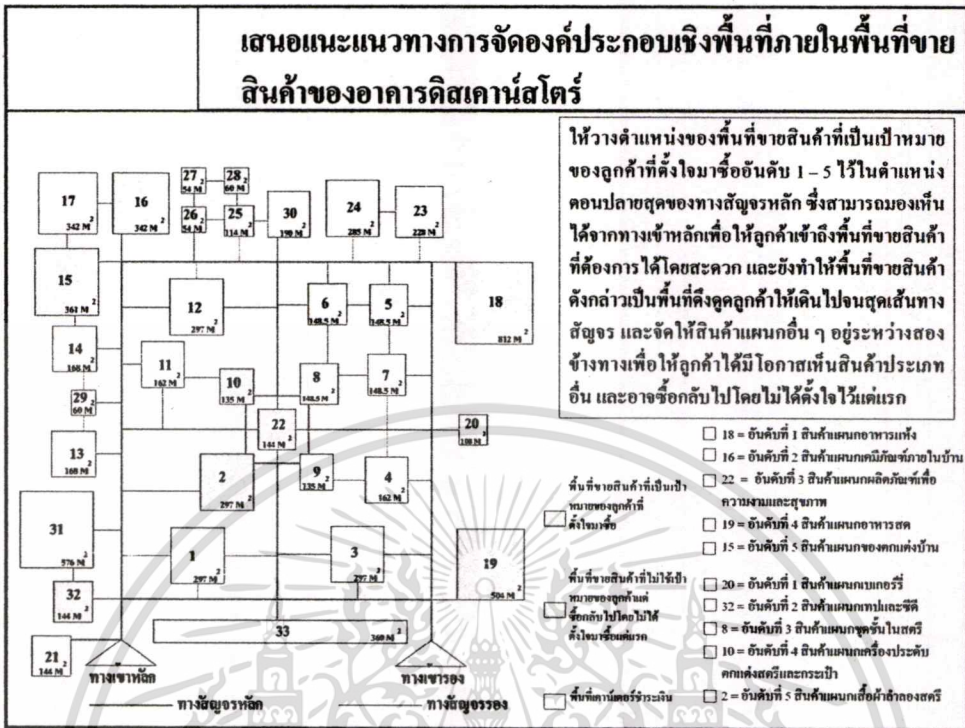 เสนอแนะแนวทางการจัดองค์ประกอบเชิงพื้นที่ภายในพื้นที่ขาย
สินค้าของอาคารดิสเคาน์สโตร์
ให้วางตำแหน่งของพื้นที่ขายสินค้าที่เป็นเป้าหมาย
ของลูกค้าที่ตั้งใจมาซื้ออันดับ 1 – 5 ไว้ในตำแหน่ง
ตอนปลายสุดของทางสัญจรหลัก ซึ่งสามารถมองเห็น
ได้จากทางเข้าหลักเพื่อให้ลูกค้าเข้าถึงพื้นที่ขายสินค้า
ที่ต้องการได้โดยสะดวก และยังทำให้พื้นที่ขายสินค้า
ดังกล่าวเป็นพื้นที่ดึงดูดลูกค้าให้เดินไปจนสุดเส้นทาง
สัญจร และจัดให้สินค้าแผนกอื่น ๆ อยู่ระหว่างสอง
ข้างทางเพื่อให้ลูกค้าได้มีโอกาสเห็นสินค้าประเภท
อื่น และอาจซื้อกลับไปโดยไม่ได้ตั้งใจไว้แต่แรก
27 54 M²
28 60 M²
17 342 M²
16 342 M²
26 54 M²
25 114 M²
30 190 M²
24 285 M²
23 228 M²
15 361 M²
12 297 M²
6 148.5 M²
5 148.5 M²
18 812 M²
14 168 M²
11 162 M²
10 135 M²
8 148.5 M²
7 148.5 M²
29 60 M²
22 144 M²
20 M²
13 168 M²
2 297 M²
9 135 M²
4 162 M²
31 576 M²
1 297 M²
3 297 M²
19 504 M²
32 144 M²
33 360 M²
21 144 M²
ทางเขาหลัก
ทางเขารอง
ทางสัญจรหลัก
ทางสัญจรรอง
พื้นที่ขายสินค้าที่เป็นเป้า
หมายของลูกค้าที่
ตั้งใจมาซื้อ
พื้นที่ขายสินค้าที่ไม่ใช่เป้า
หมายของลูกค้าแต่
ซื้อกลับไปโดยไม่ได้
ตั้งใจมาซื้อแต่แรก
พื้นที่เคาน์เตอร์ชำระเงิน
18 = อันดับที่ 1 สินค้าแผนกอาหารแห้ง
16 = อันดับที่ 2 สินค้าแผนกเคมีภัณฑ์ภายในบ้าน
22 = อันดับที่ 3 สินค้าแผนกผลิตภัณฑ์เพื่อ
ความงามและสุขภาพ
19 = อันดับที่ 4 สินค้าแผนกอาหารสด
15 = อันดับที่ 5 สินค้าแผนกของตกแต่งบ้าน
20 = อันดับที่ 1 สินค้าแผนกเบเกอร์รี่
32 = อันดับที่ 2 สินค้าแผนกเทปและซีดี
8 = อันดับที่ 3 สินค้าแผนกชุดชั้นในสตรี
10 = อันดับที่ 4 สินค้าแผนกเครื่องประดับ
ตกแต่งสตรีและกระเป๋า
2 = อันดับที่ 5 สินค้าแผนกเสื้อผ้าลำลองสตรี